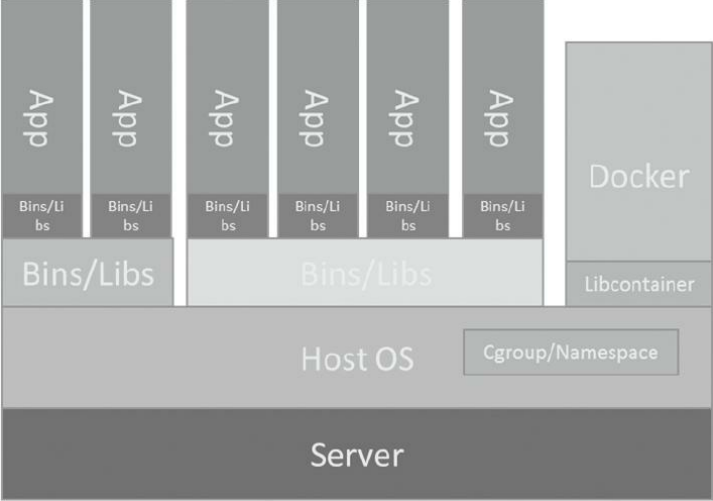 App
App
App
App
App
App
Docker
Bins/Li
bs
Bins/Li
bs
Bins/Li
bs
Bins/Li
bs
Bins/Li
bs
Bins/Li
bs
Bins/Libs
Bins/Libs
Libcontainer
Host OS
Cgroup/Namespace
Server